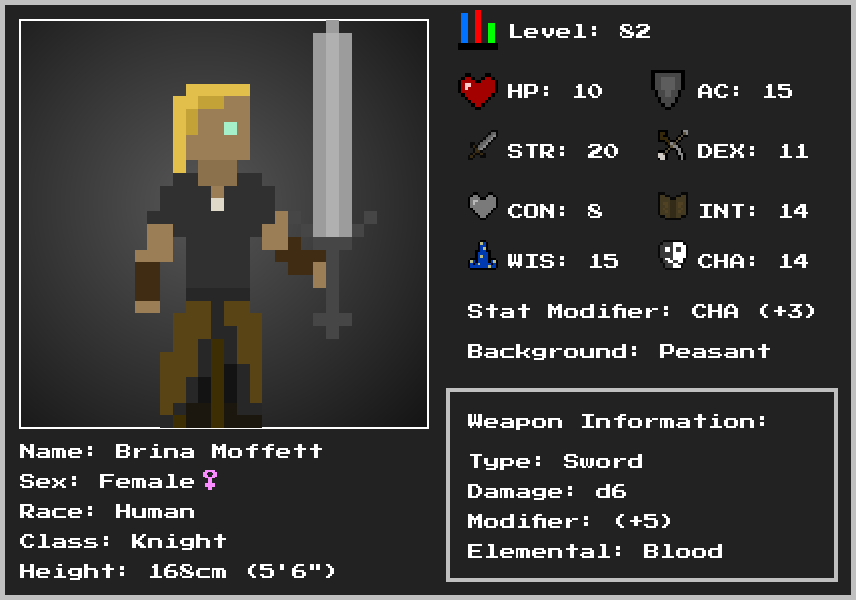 Level: 82
HP: 10 AC: 15
STR: 20 DEX: 11
CON: 8 INT: 14
WIS: 15 CHA: 14
Stat Modifier: CHA (+3)
Background: Peasant
Weapon Information:
Type: Sword
Damage: d6
Modifier: (+5)
Elemental: Blood
Name: Brina Moffett
Sex: Female♀
Race: Human
Class: Knight
Height: 168cm (5'6")